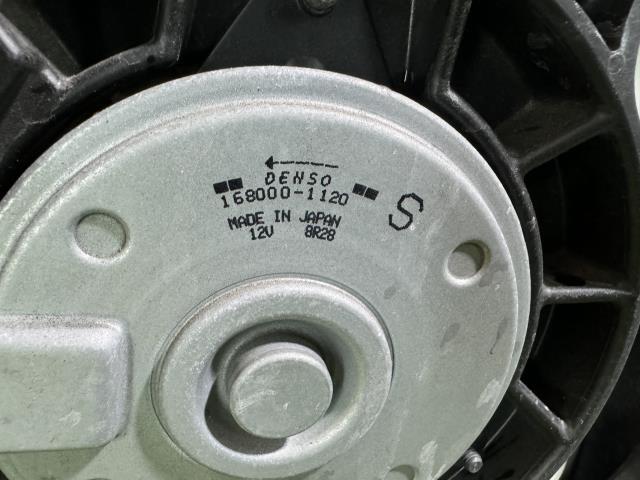 DENSO
168000-1120
S
MADE IN JAPAN
12V 8R28